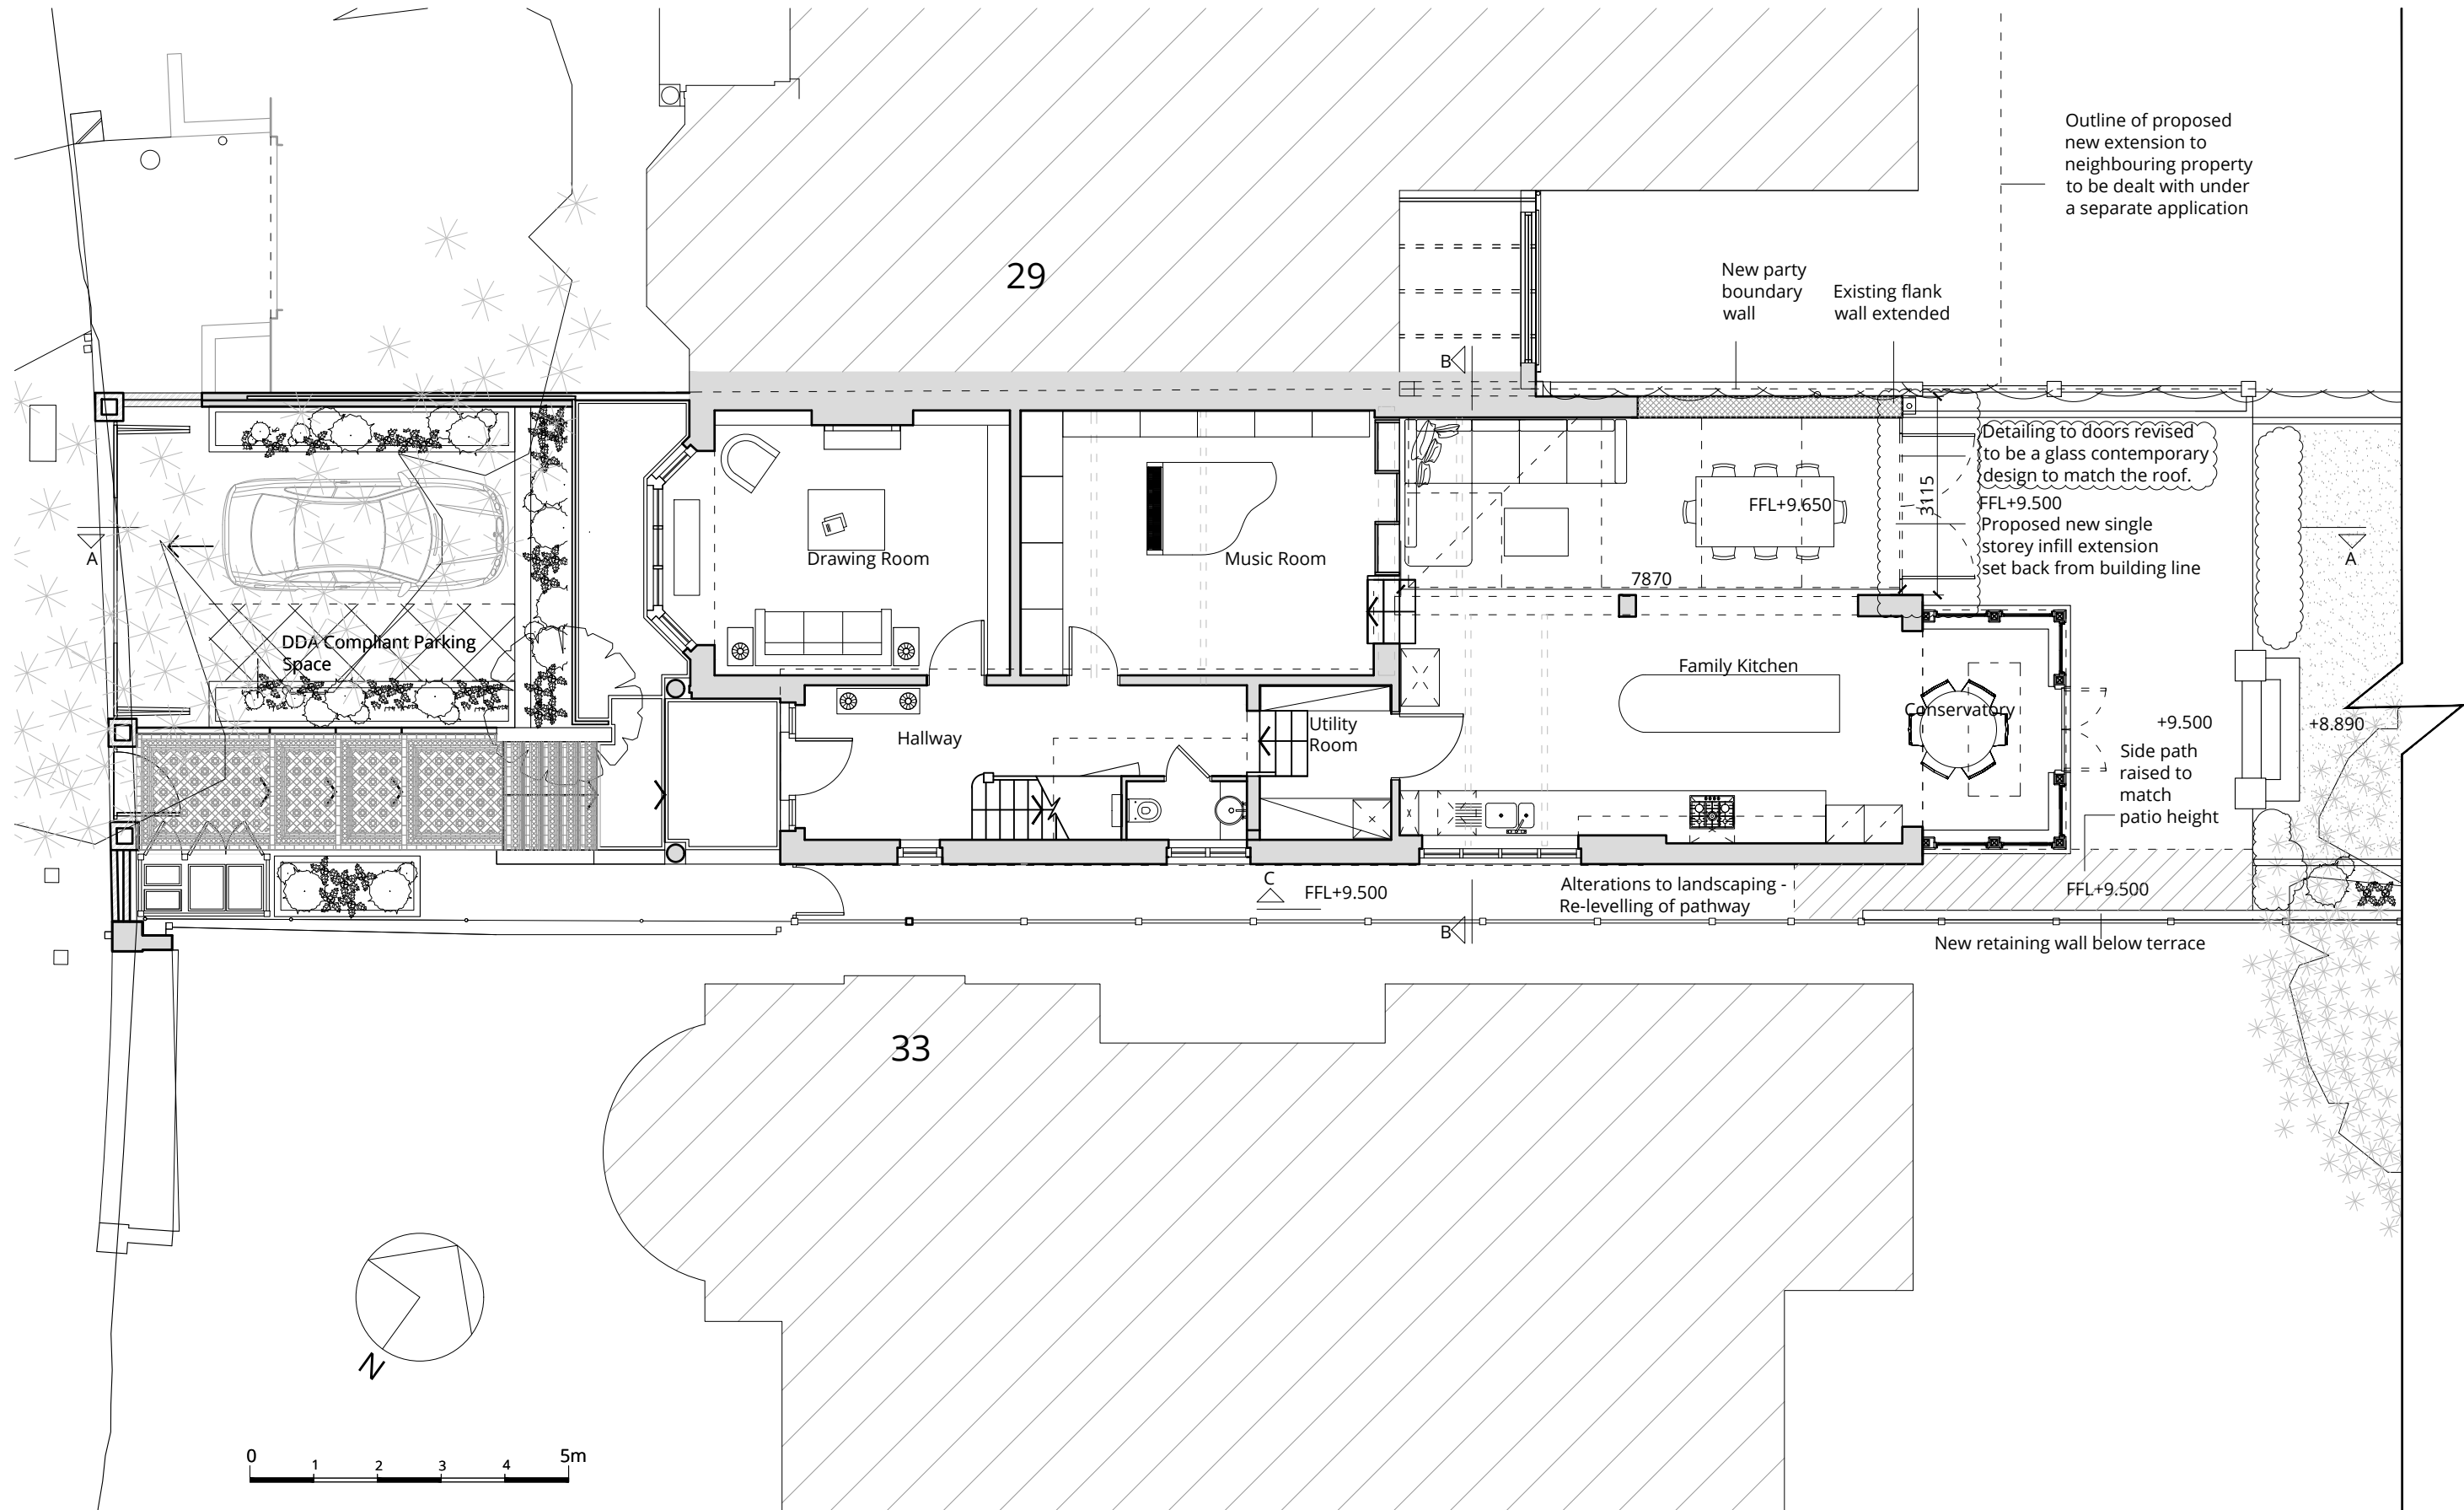 Outline of proposed
new extension to
neighbouring property
to be dealt with under
a separate application
29
New party
boundary
wall
Existing flank
wall extended
B
Detailing to doors revised
to be a glass contemporary
design to match the roof.
3115
FFL+9.650
FFL+9.500
Proposed new single
storey infill extension
set back from building line
A
A
Drawing Room
Music Room
7870
DDA Compliant Parking
Space
Family Kitchen
Conservatory
Hallway
Utility
Room
+9.500
+8.890
Side path
raised to
match
patio height
C
FFL+9.500
Alterations to landscaping -
Re-levelling of pathway
FFL+9.500
B
New retaining wall below terrace
33
N
0 1 2 3 4 5m